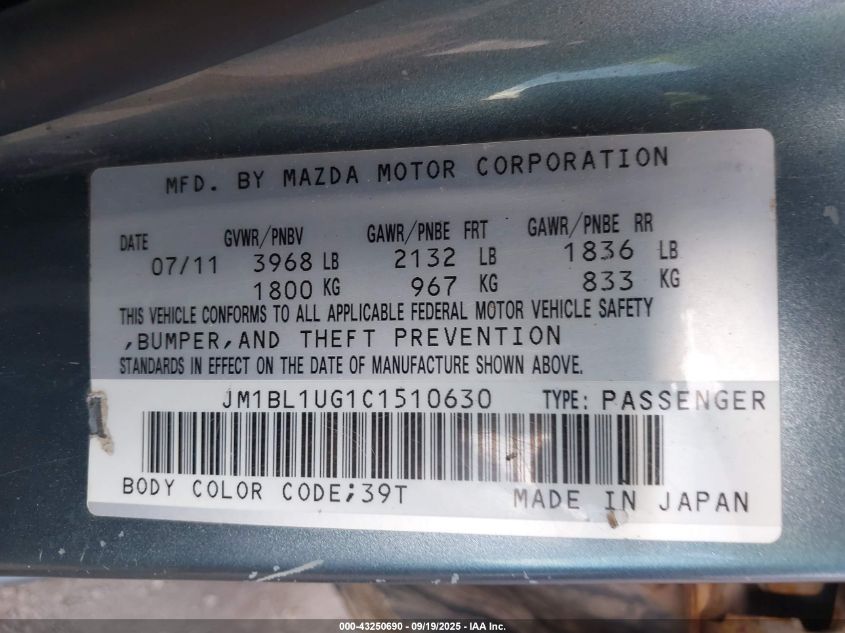 MFD. BY MAZDA MOTOR CORPORATION
DATE GVWR/PNBV GAWR/PNBE FRT GAWR/PNBE RR
07/11 3968 LB 2132 LB 1836 LB
1800 KG 967 KG 833 KG
THIS VEHICLE CONFORMS TO ALL APPLICABLE FEDERAL MOTOR VEHICLE SAFETY
,BUMPER,AND THEFT PREVENTION
STANDARDS IN EFFECT ON THE DATE OF MANUFACTURE SHOWN ABOVE.
JM1BL1UG1C1510630 TYPE: PASSENGER
BODY COLOR CODE;39T MADE IN JAPAN
000-43250690 - 09/19/2025 - IAA Inc.